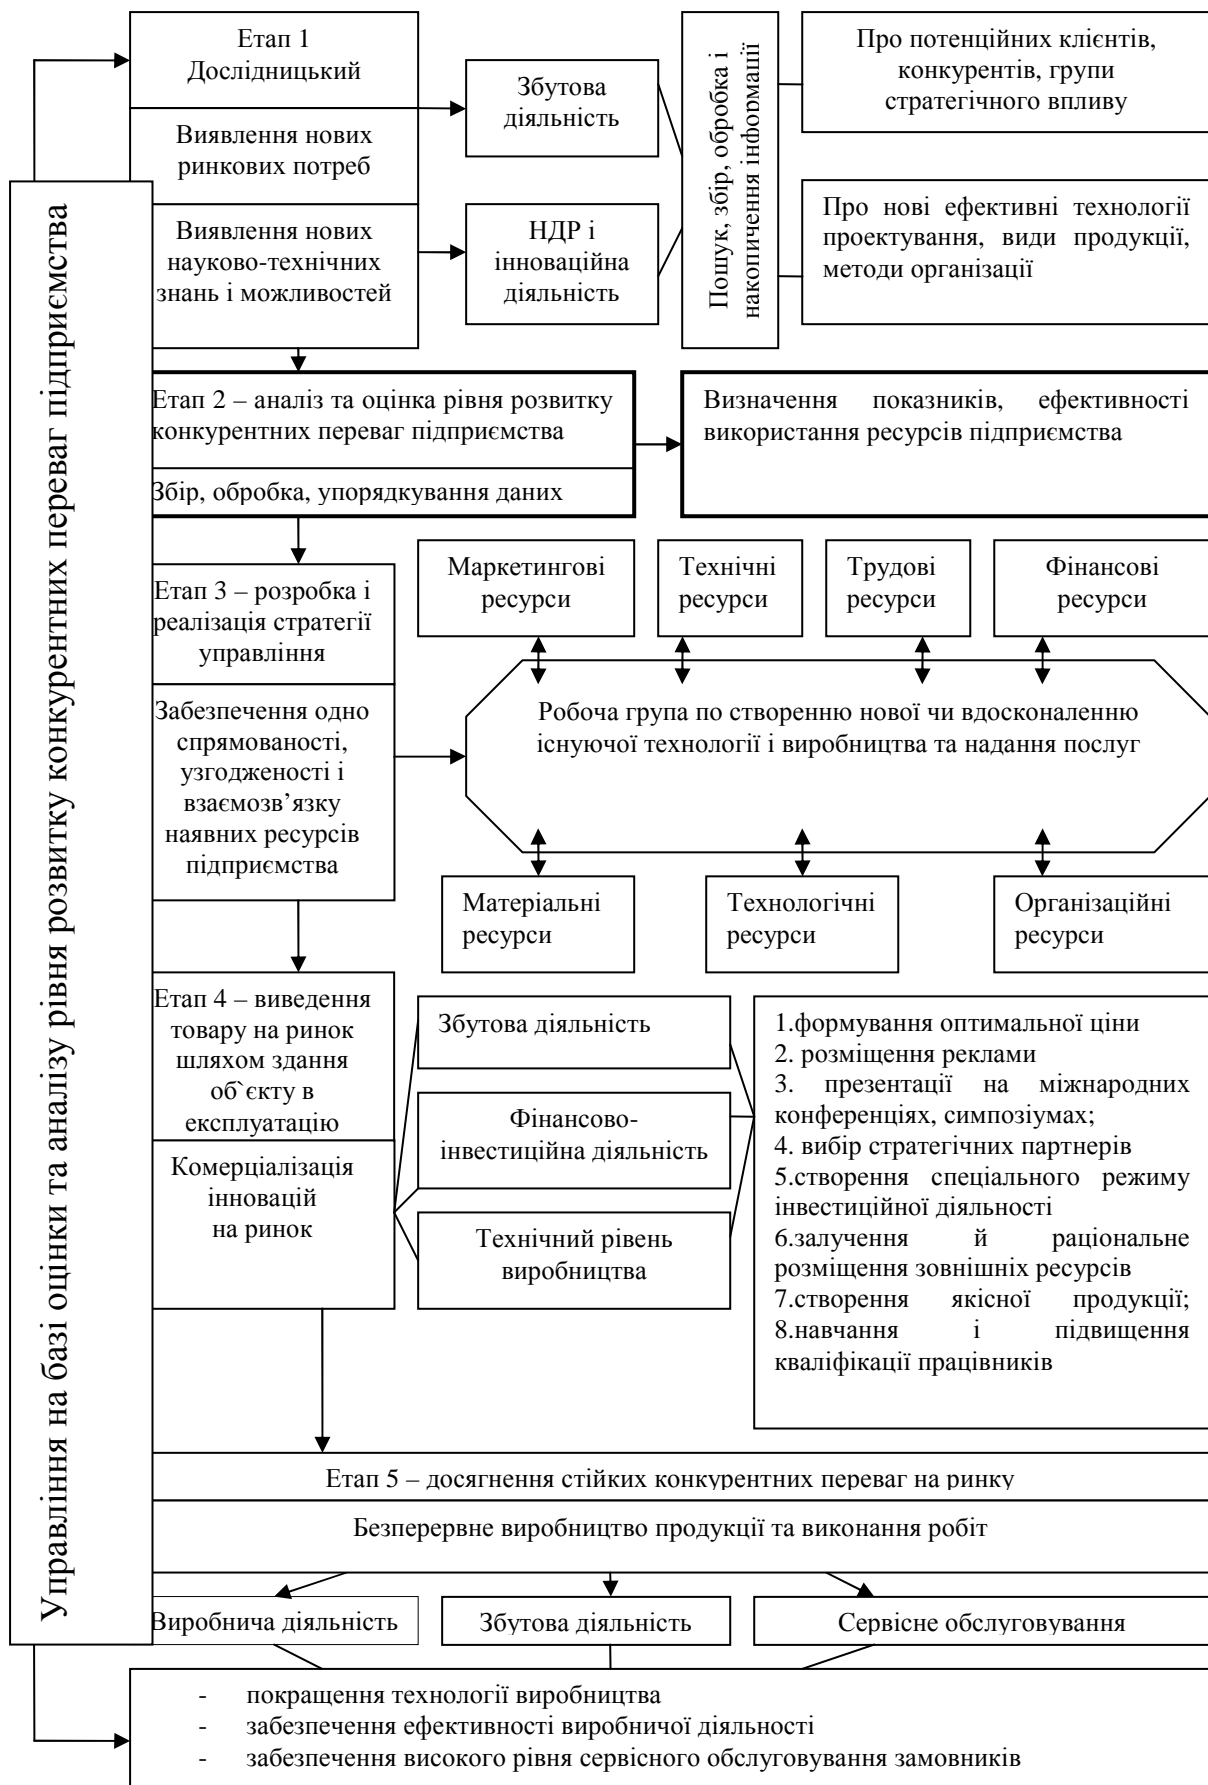 Управління на базі оцінки та аналізу рівня розвитку конкурентних переваг підприємства
Етап 1
Дослідницький
Виявлення нових
ринкових потреб
Виявлення нових
науково-технічних
знань і можливостей
Збутова
діяльність
НДР і
інноваційна
діяльність
Пошук, збір, обробка і
накопичення інформації
Про потенційних клієнтів,
конкурентів, групи
стратегічного впливу
Про нові ефективні технології
проектування, види продукції,
методи організації
Етап 2 – аналіз та оцінка рівня розвитку
конкурентних переваг підприємства
Збір, обробка, упорядкування даних
Визначення показників, ефективності
використання ресурсів підприємства
Етап 3 – розробка і
реалізація стратегії
управління
Забезпечення одно
спрямованості,
узгодженості і
взаємозв’язку
наявних ресурсів
підприємства
Маркетингові
ресурси
Технічні
ресурси
Трудові
ресурси
Фінансові
ресурси
Робоча група по створенню нової чи вдосконаленню
існуючої технології і виробництва та надання послуг
Матеріальні
ресурси
Технологічні
ресурси
Організаційні
ресурси
Етап 4 – виведення
товару на ринок
шляхом здання
об`єкту в
експлуатацію
Комерціалізація
інновацій
на ринок
Збутова діяльність
Фінансово-
інвестиційна діяльність
Технічний рівень
виробництва
1.формування оптимальної ціни
2. розміщення реклами
3. презентації на міжнародних
конференціях, симпозіумах;
4. вибір стратегічних партнерів
5.створення спеціального режиму
інвестиційної діяльності
6.залучення й раціональне
розміщення зовнішніх ресурсів
7.створення якісної продукції;
8.навчання і підвищення
кваліфікації працівників
Етап 5 – досягнення стійких конкурентних переваг на ринку
Безперервне виробництво продукції та виконання робіт
Виробнича діяльність
Збутова діяльність
Сервісне обслуговування
- покращення технології виробництва
- забезпечення ефективності виробничої діяльності
- забезпечення високого рівня сервісного обслуговування замовників